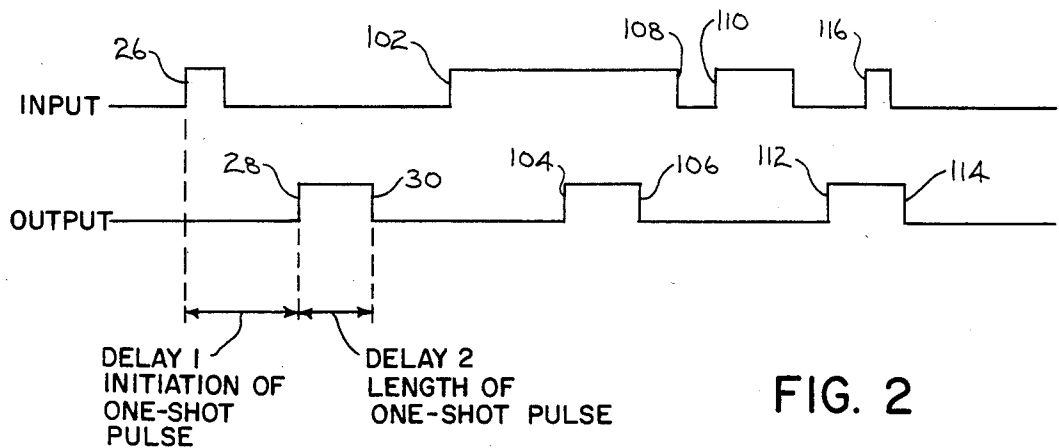 26
102
108
110
116
INPUT
28
30
104
106
112
114
OUTPUT
DELAY 1
INITIATION OF
ONE-SHOT
PULSE
DELAY 2
LENGTH OF
ONE-SHOT PULSE
FIG. 2